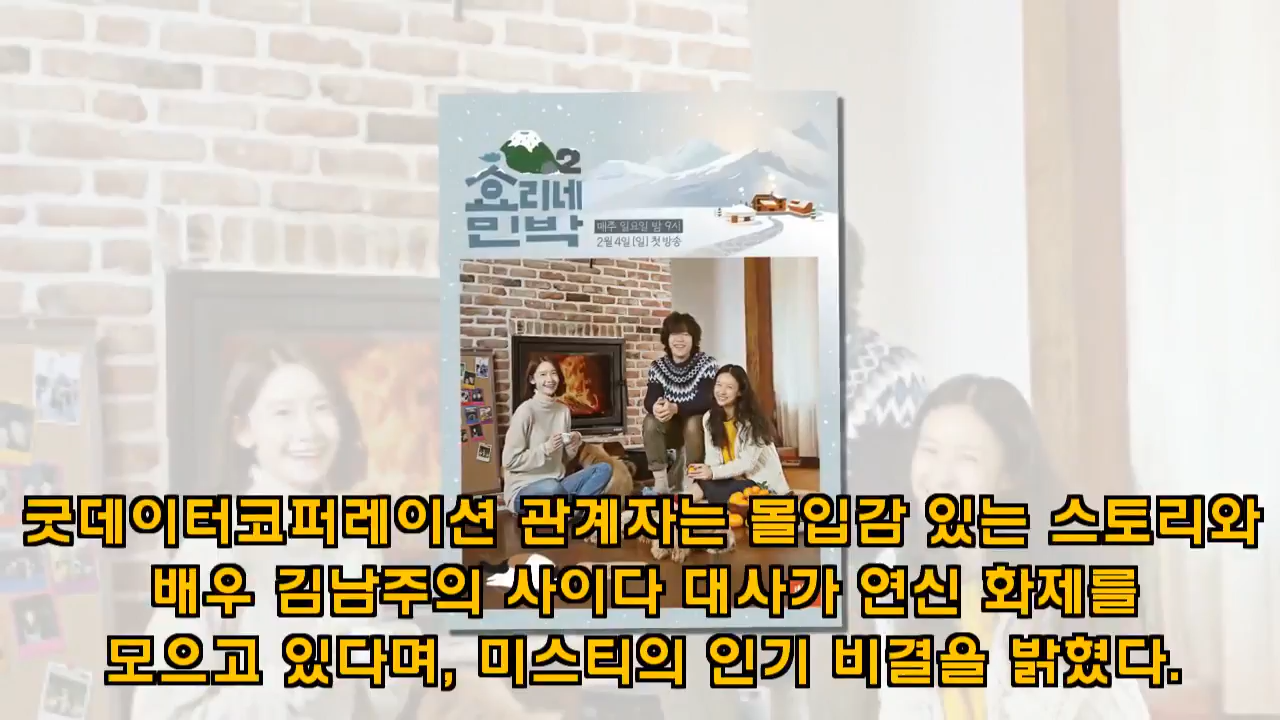 효리네2
민박
매주 일요일 밤 9시
2월 4일 [일] 첫 방송
굿데이터코퍼레이션 관계자는 몰입감 있는 스토리와
배우 김남주의 사이다 대사가 연신 화제를
모으고 있다며, 미스티의 인기 비결을 밝혔다.